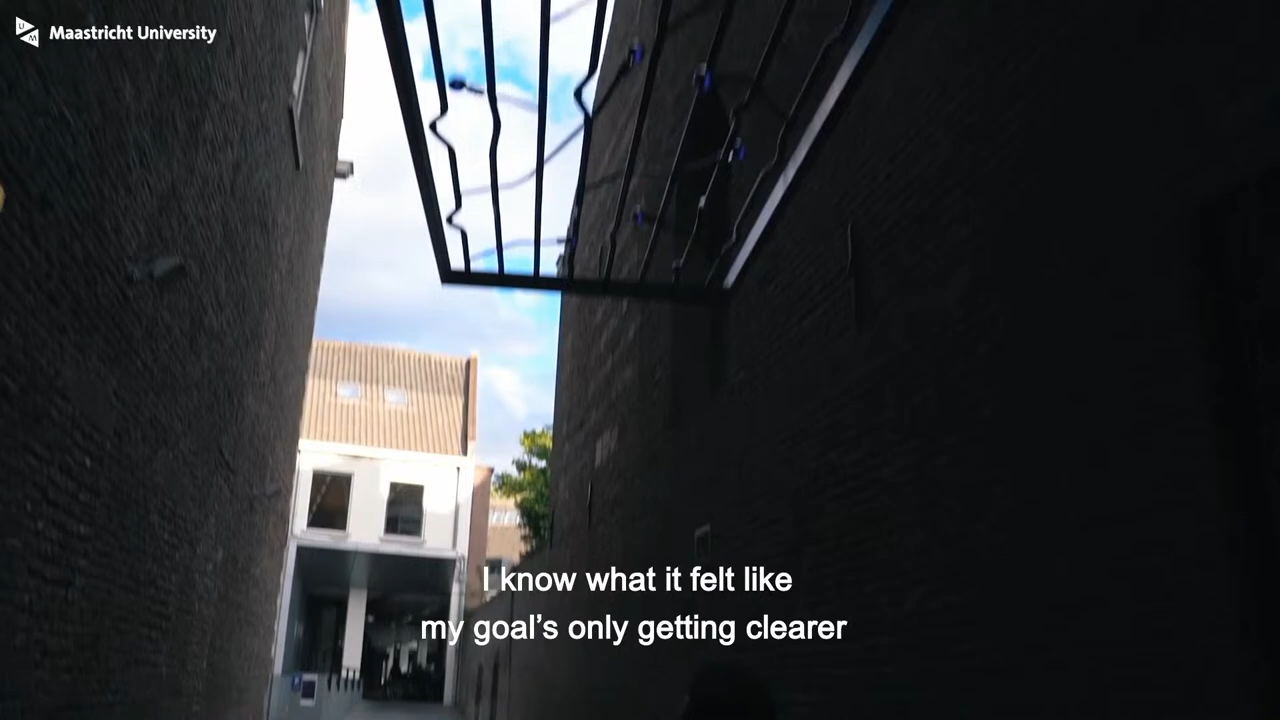 Maastricht University
I know what it felt like
my goal’s only getting clearer